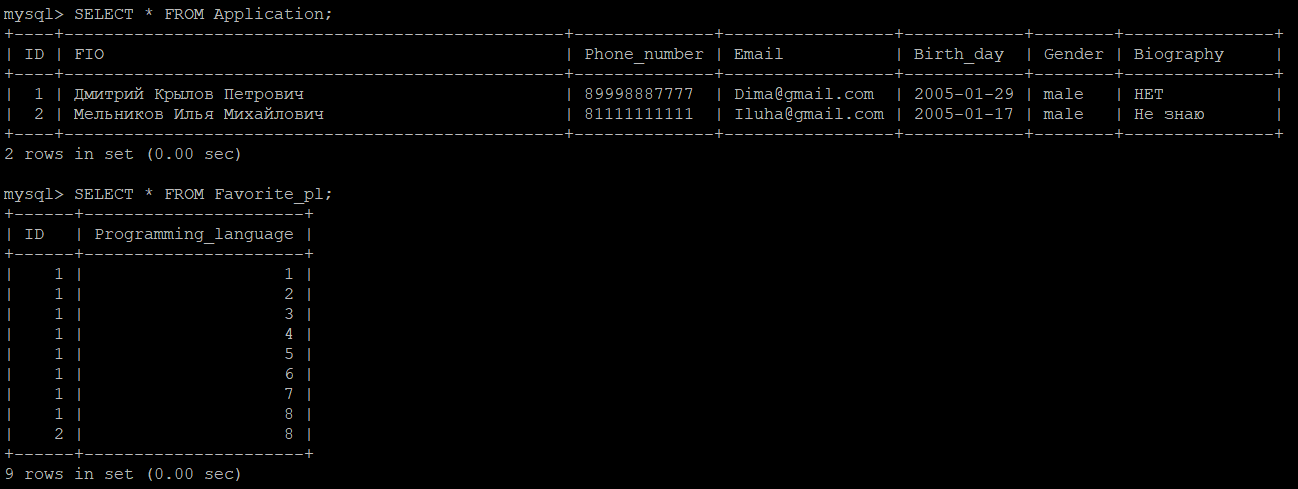 mysql> SELECT * FROM Application;
+----+--------------------------------------------------+--------------+-----------------+------------+--------+---------------+
| ID | FIO                                              | Phone_number | Email           | Birth_day  | Gender | Biography     |
+----+--------------------------------------------------+--------------+-----------------+------------+--------+---------------+
|  1 | Дмитрий Крылов Петрович                          | 89998887777  | Dima@gmail.com  | 2005-01-29 | male   | НЕТ           |
|  2 | Мельников Илья Михайлович                        | 81111111111  | Iluha@gmail.com | 2005-01-17 | male   | Не знаю       |
+----+--------------------------------------------------+--------------+-----------------+------------+--------+---------------+
2 rows in set (0.00 sec)
mysql> SELECT * FROM Favorite_pl;
+------+----------------------+
| ID   | Programming_language |
+------+----------------------+
|    1 |                    1 |
|    1 |                    2 |
|    1 |                    3 |
|    1 |                    4 |
|    1 |                    5 |
|    1 |                    6 |
|    1 |                    7 |
|    1 |                    8 |
|    2 |                    8 |
+------+----------------------+
9 rows in set (0.00 sec)